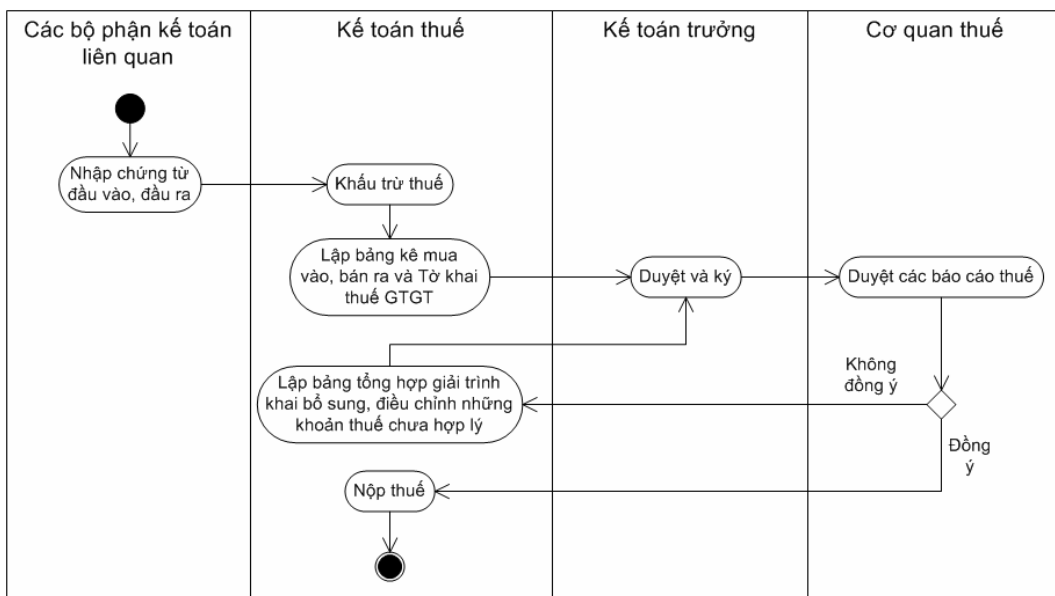 Các bộ phận kế toán
liên quan
Kế toán thuế
Kế toán trưởng
Cơ quan thuế
Nhập chứng từ
đầu vào, đầu ra
Khấu trừ thuế
Lập bảng kê mua
vào, bán ra và Tờ khai
thuế GTGT
Duyệt và ký
Duyệt các báo cáo thuế
Không
đồng ý
Lập bảng tổng hợp giải trình
khai bổ sung, điều chỉnh những
khoản thuế chưa hợp lý
Đồng
ý
Nộp thuế